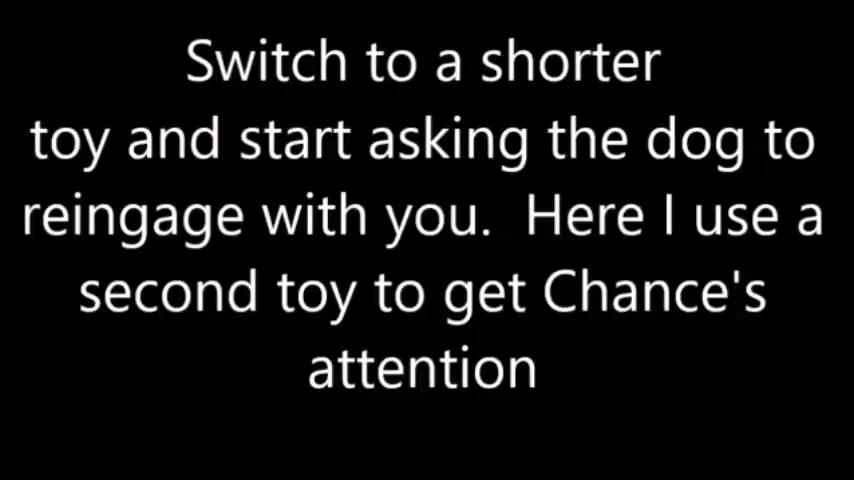 Switch to a shorter
toy and start asking the dog to
reingage with you.  Here I use a
second toy to get Chance's
attention